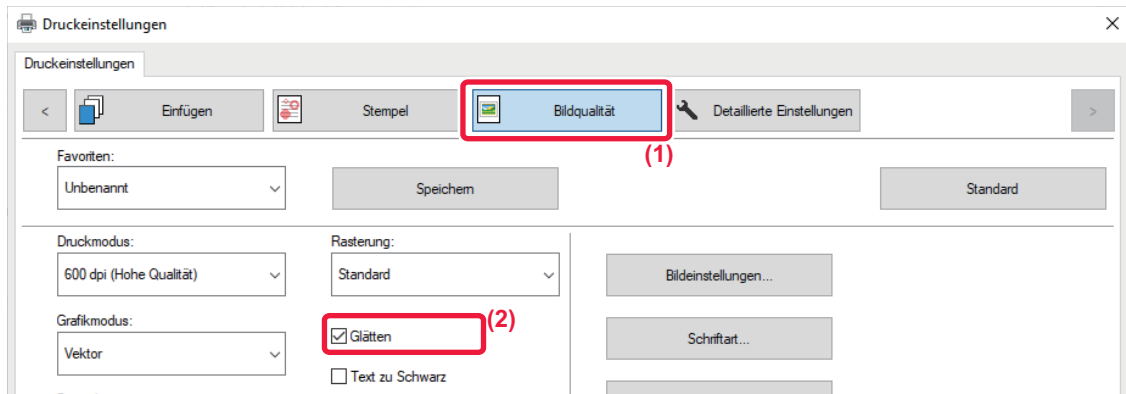 Druckeinstellungen
Druckeinstellungen
< Einfügen Stempel Bildqualität Detaillierte Einstellungen >
(1)
Favoriten:
Unbenannt Speichern Standard
Druckmodus: Rasterung:
600 dpi (Hohe Qualität) Standard Bildeinstellungen...
Grafikmodus: Glätten (2)
Vektor Schriftart...
Text zu Schwarz